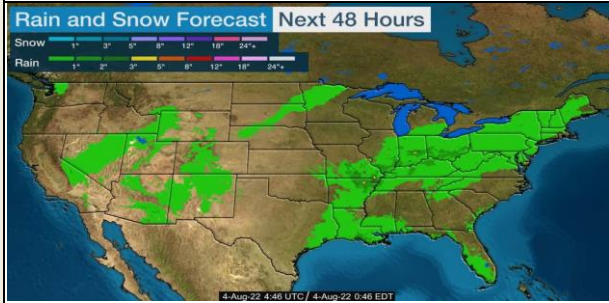 Rain and Snow Forecast Next 48 Hours
Snow 1" 3" 5" 8" 12" 18" 24"+
Rain 1" 2" 3" 5" 8" 12" 18" 24"+
4-Aug-22 4:46 UTC / 4-Aug-22 0:46 EDT